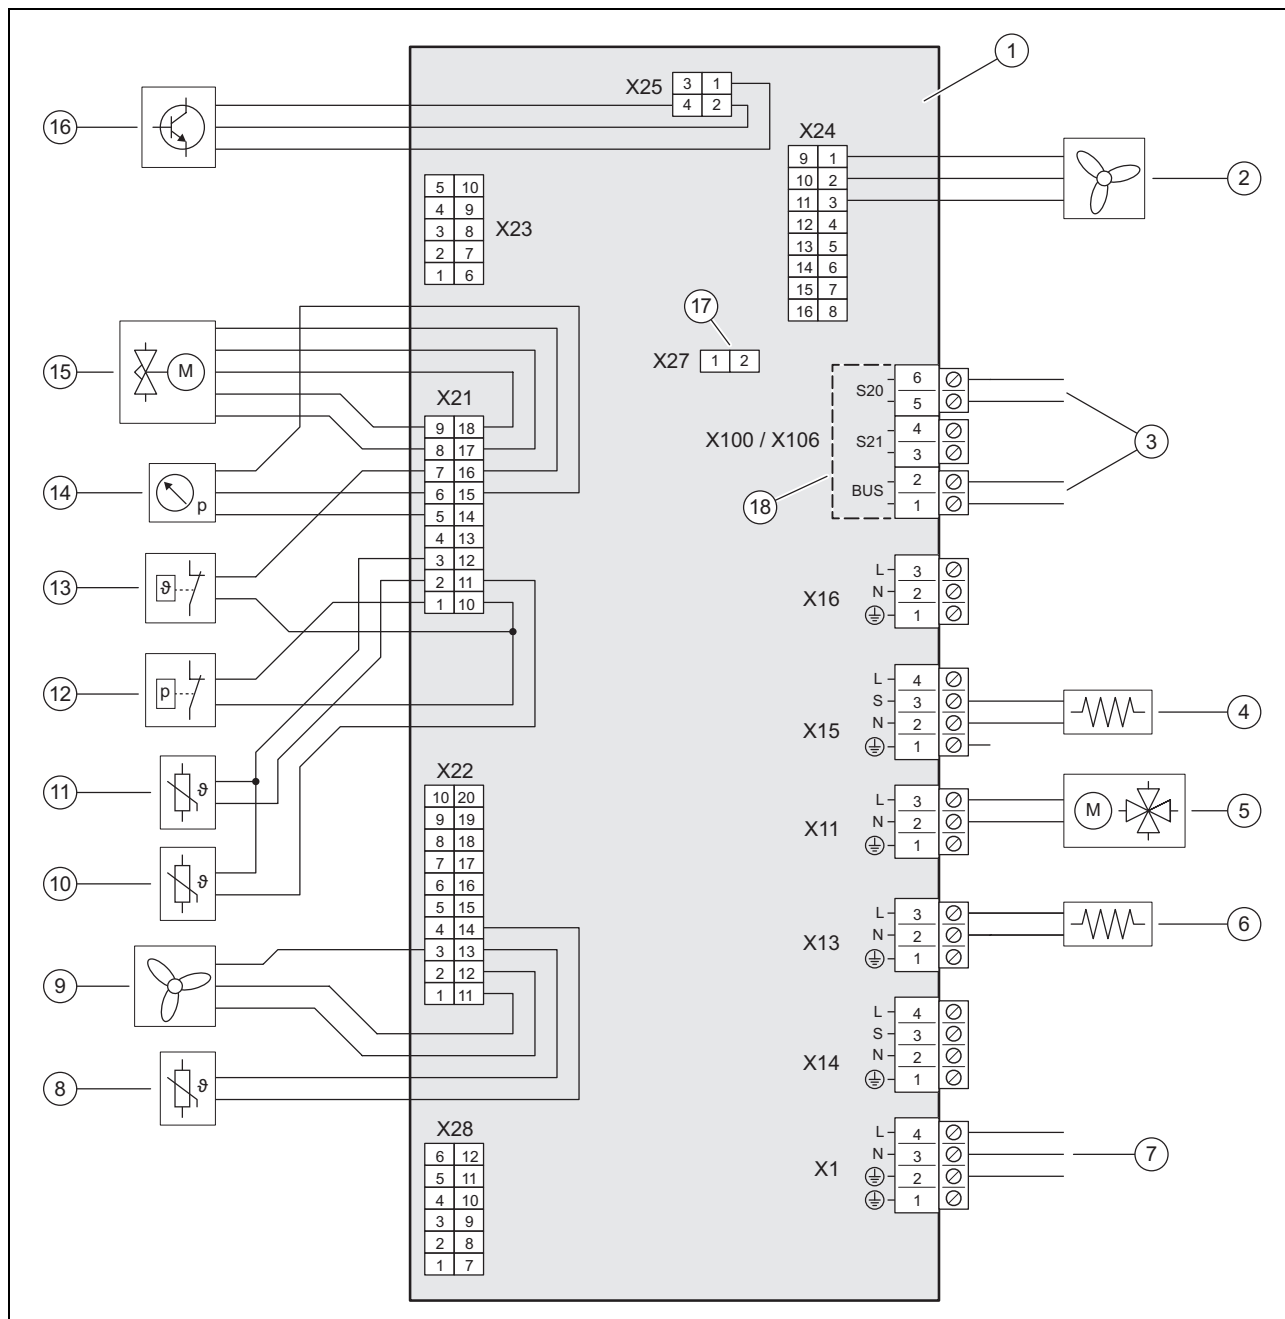 1
X25
3 1
4 2
16
X24
9 1
10 2
11 3
12 4
13 5
14 6
15 7
16 8
2
5 10
4 9
3 8
2 7
1 6
X23
17
X27
1 2
15
M
X21
9 18
8 17
7 16
6 15
5 14
4 13
3 12
2 11
1 10
X100 / X106
S20
6
5
S21
4
3
BUS
2
1
3
18
14
p
13
ϑ
X16
L 3
N 2
1
12
p
X15
L 4
S 3
N 2
1
4
11
ϑ
X22
10 20
9 19
8 18
7 17
6 16
5 15
4 14
3 13
2 12
1 11
X11
L 3
N 2
1
M
5
10
ϑ
X13
L 3
N 2
1
6
9
X14
L 4
S 3
N 2
1
8
ϑ
X28
6 12
5 11
4 10
3 9
2 8
1 7
X1
L 4
N 3
2
1
7